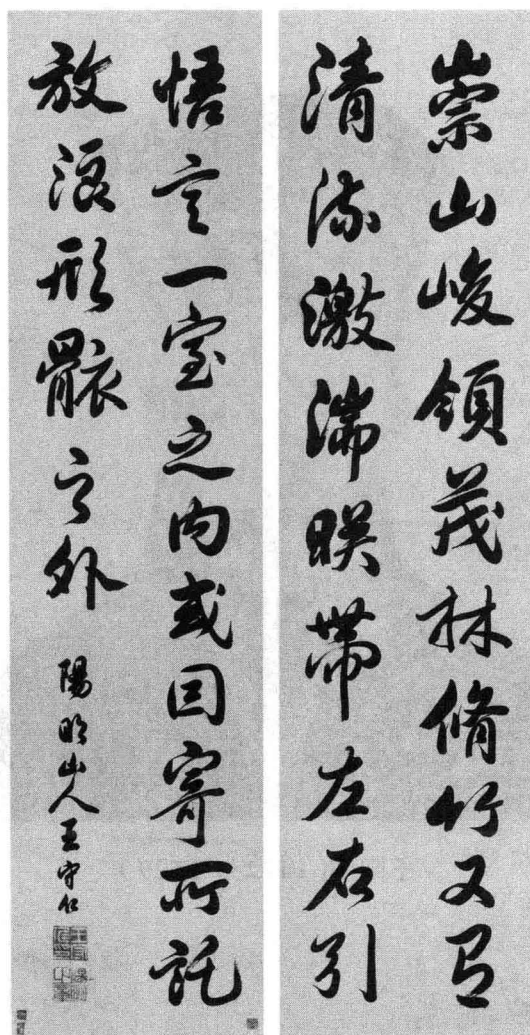 崇山峻領茂林脩竹又有
清流激湍暎帶左右引
悟言一室之內或因寄所託
放浪形骸之外
陽明山人王守仁